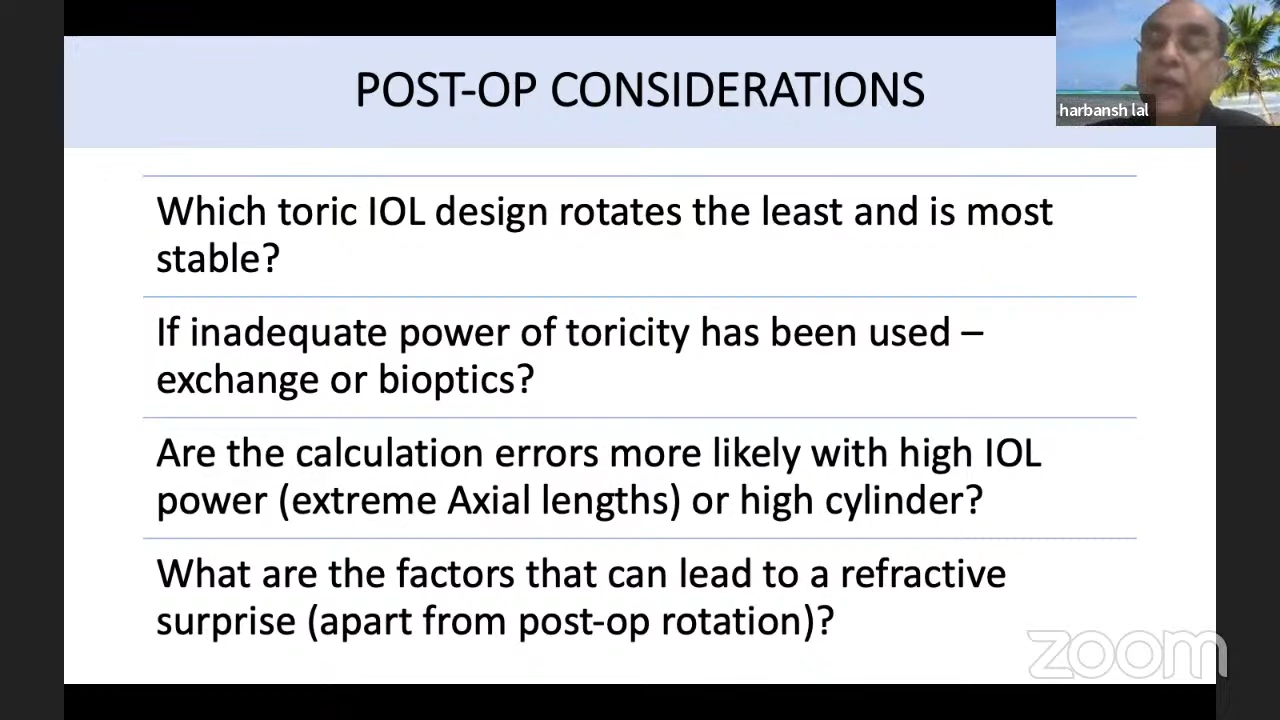 POST-OP CONSIDERATIONS
harbansh lal
Which toric IOL design rotates the least and is most
stable?
If inadequate power of toricity has been used –
exchange or bioptics?
Are the calculation errors more likely with high IOL
power (extreme Axial lengths) or high cylinder?
What are the factors that can lead to a refractive
surprise (apart from post-op rotation)?
zoom